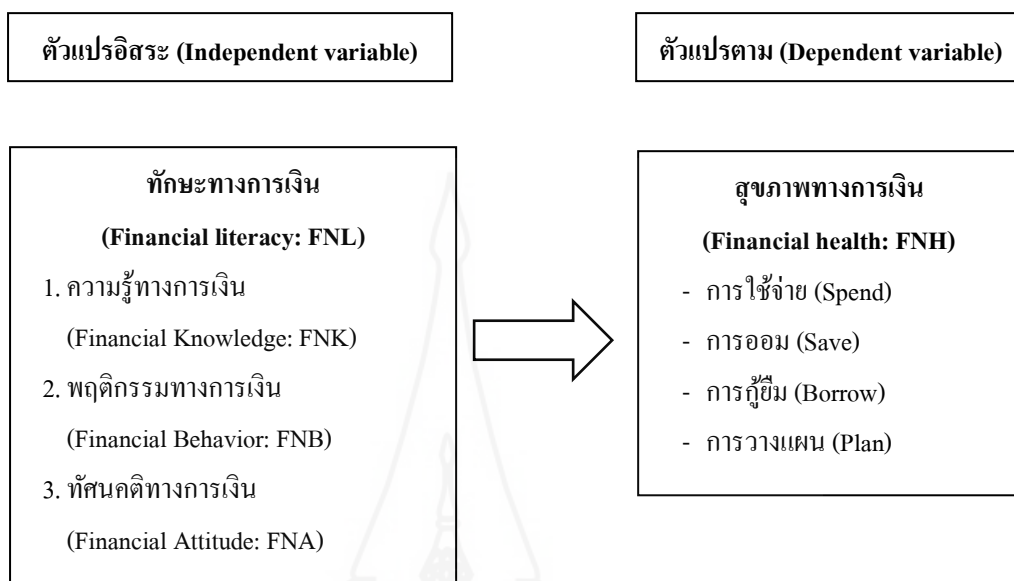 ตัวแปรอิสระ (Independent variable)
ตัวแปรตาม (Dependent variable)
ทักษะทางการเงิน
(Financial literacy: FNL)
1. ความรู้ทางการเงิน
(Financial Knowledge: FNK)
2. พฤติกรรมทางการเงิน
(Financial Behavior: FNB)
3. ทัศนคติทางการเงิน
(Financial Attitude: FNA)
สุขภาพทางการเงิน
(Financial health: FNH)
- การใช้จ่าย (Spend)
- การออม (Save)
- การกู้ยืม (Borrow)
- การวางแผน (Plan)